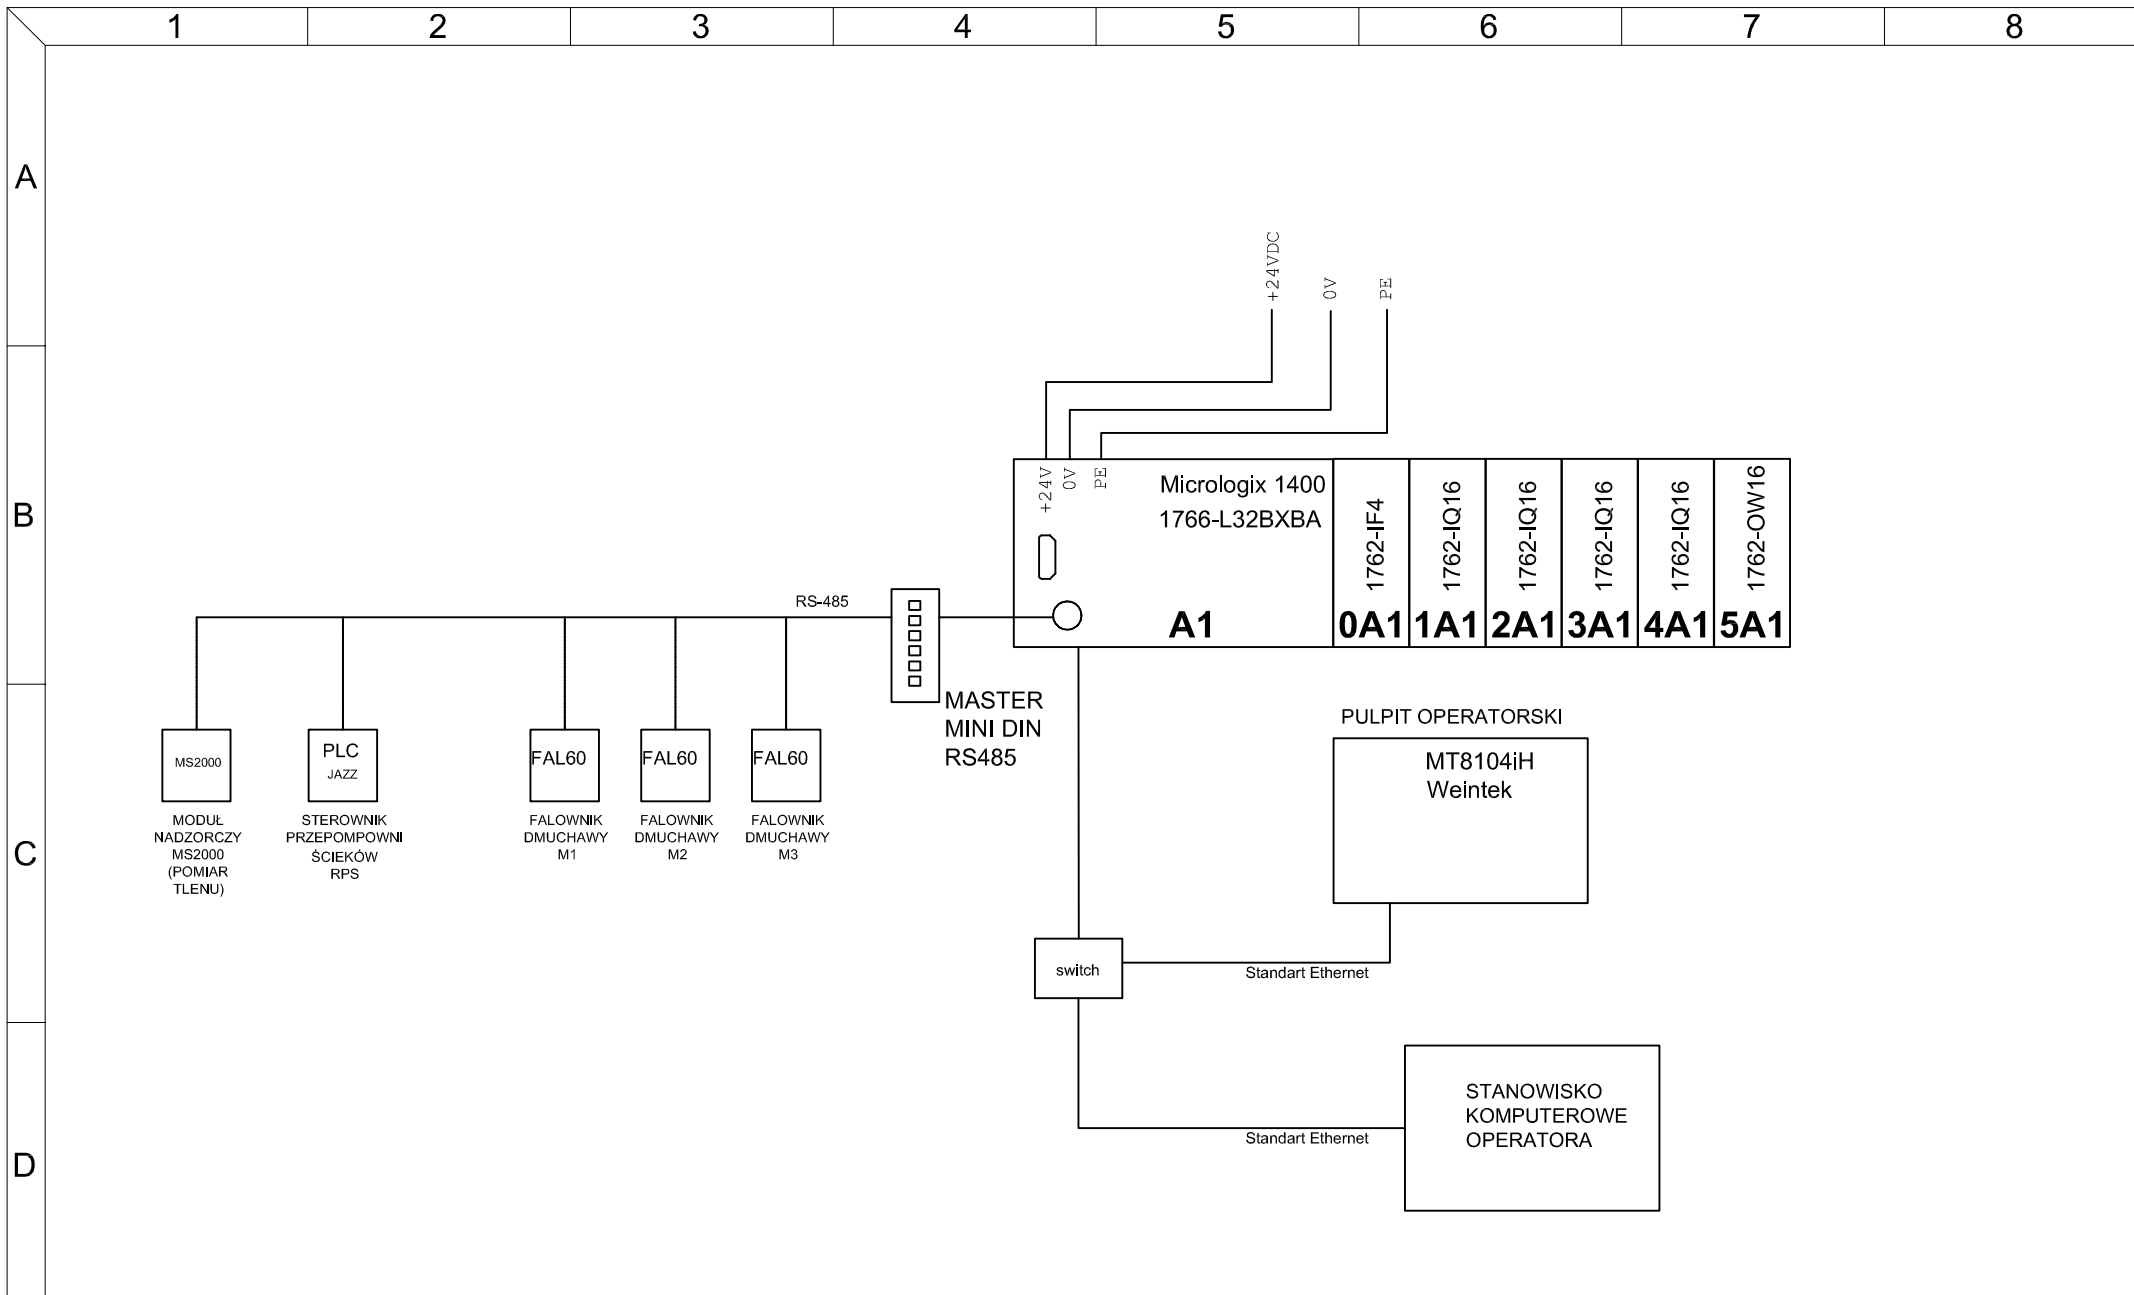 1 2 3 4 5 6 7 8
A
B
C
D
+24VDC
0V
PE
+24V
0V
PE
Micrologix 1400
1766-L32BXBA
A1
1762-IF4
0A1
1762-IQ16
1A1
1762-IQ16
2A1
1762-IQ16
3A1
1762-IQ16
4A1
1762-OW16
5A1
RS-485
MASTER
MINI DIN
RS485
MS2000
MODUŁ
NADZORCZY
MS2000
(POMIAR
TLENU)
PLC
JAZZ
STEROWNIK
PRZEPOMPOWNI
ŚCIEKÓW
RPS
FAL60
FALOWNIK
DMUCHAWY
M1
FAL60
FALOWNIK
DMUCHAWY
M2
FAL60
FALOWNIK
DMUCHAWY
M3
PULPIT OPERATORSKI
MT8104iH
Weintek
switch
Standart Ethernet
Standart Ethernet
STANOWISKO
KOMPUTEROWE
OPERATORA